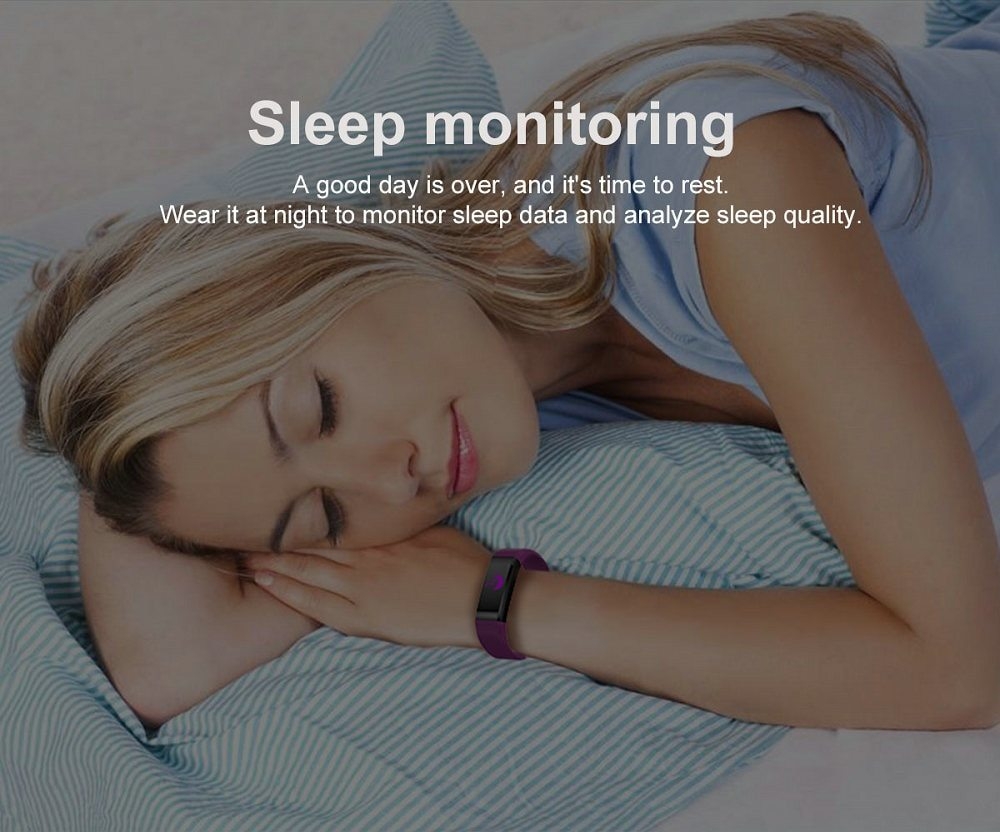 Sleep monitoring
A good day is over, and it's time to rest.
Wear it at night to monitor sleep data and analyze sleep quality.